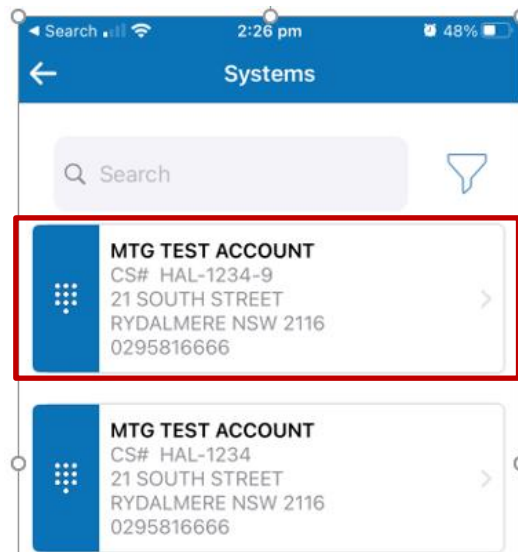 Search
2:26 pm
48%
Systems
Search
MTG TEST ACCOUNT
CS# HAL-1234-9
21 SOUTH STREET
RYDALMERE NSW 2116
0295816666
MTG TEST ACCOUNT
CS# HAL-1234
21 SOUTH STREET
RYDALMERE NSW 2116
0295816666